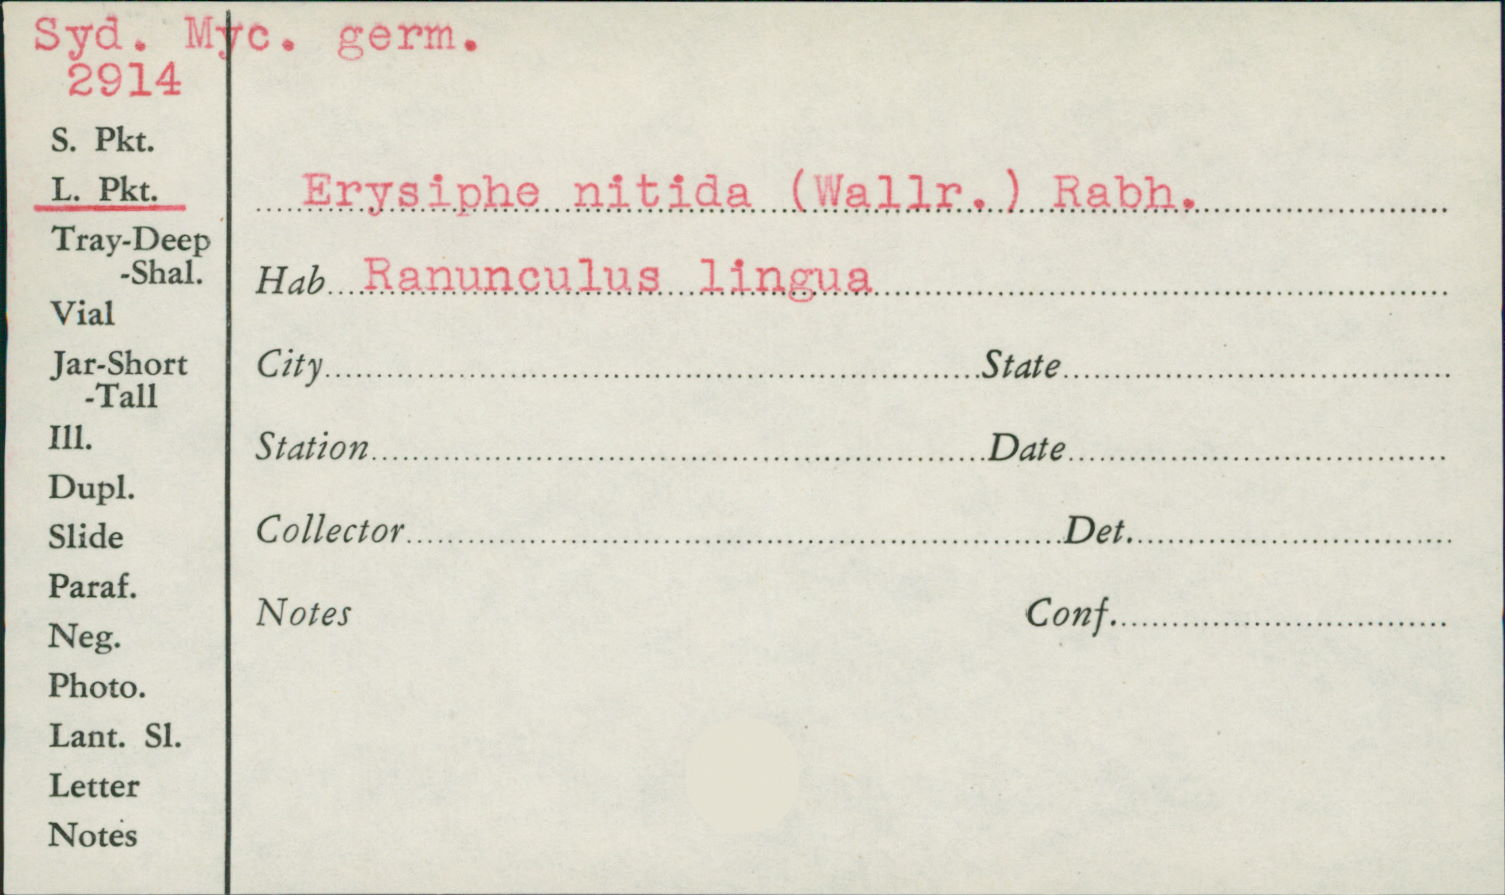 Syd. Myc. germ.
2914
S. Pkt.
L. Pkt.
Tray-Deep
-Shal.
Vial
Jar-Short
-Tall
Ill.
Dupl.
Slide
Paraf.
Neg.
Photo.
Lant. Sl.
Letter
Notes
Erysiphe nitida (Wallr.) Rabh.
Hab Ranunculus lingua
City State
Station Date
Collector Det.
Notes Conf.